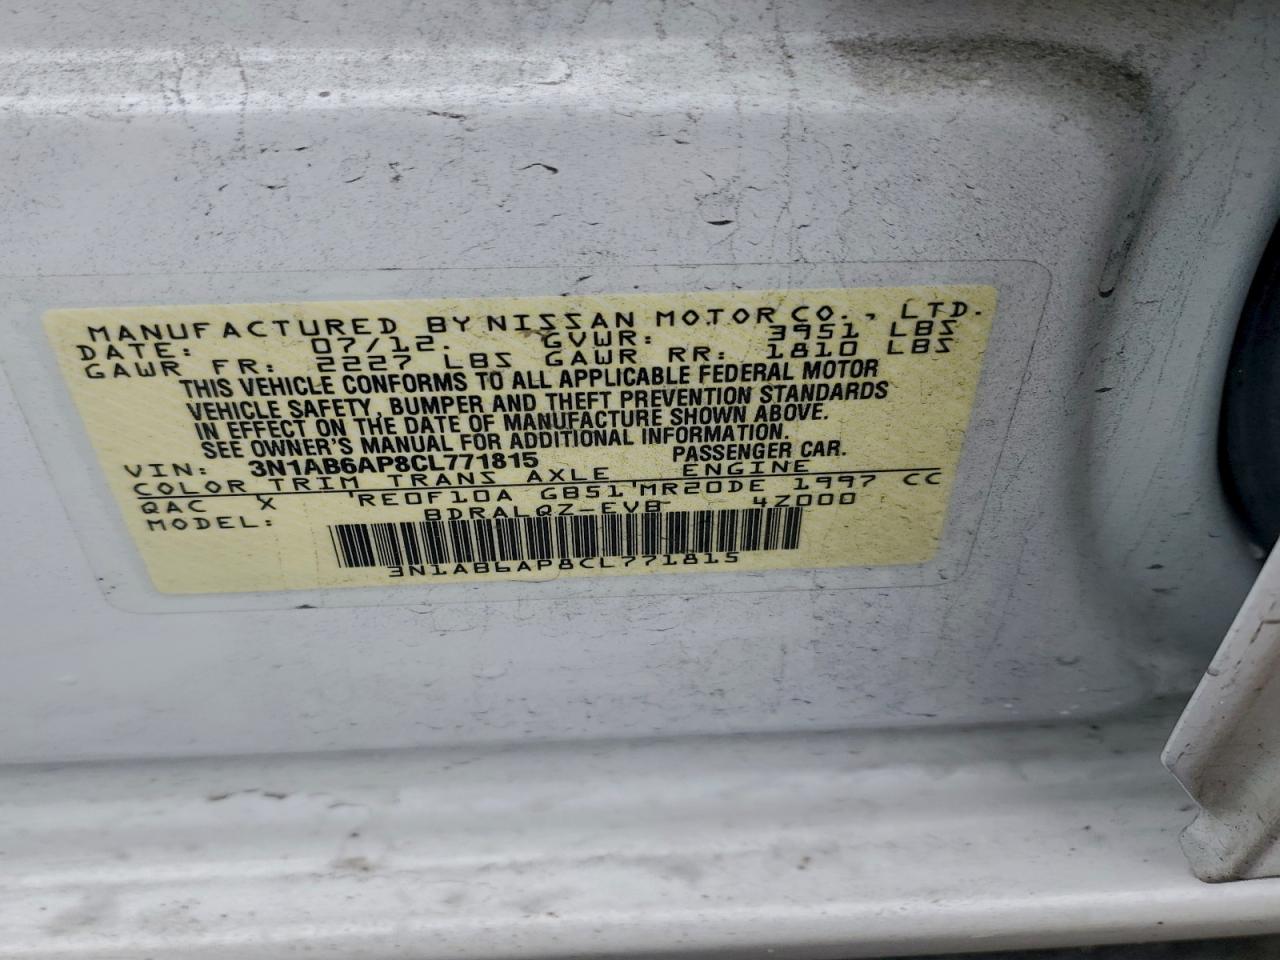 MANUFACTURED BY NISSAN MOTOR CO., LTD.
DATE: 07/12. GVWR: 3951 LBS
GAWR FR: 2227 LBS GAWR RR: 1810 LBS
THIS VEHICLE CONFORMS TO ALL APPLICABLE FEDERAL MOTOR
VEHICLE SAFETY, BUMPER AND THEFT PREVENTION STANDARDS
IN EFFECT ON THE DATE OF MANUFACTURE SHOWN ABOVE.
SEE OWNER'S MANUAL FOR ADDITIONAL INFORMATION.
VIN: 3N1AB6AP8CL771815 PASSENGER CAR.
COLOR TRIM TRANS AXLE ENGINE
QAC X RE0F10A GB51 MR20DE 1997 CC
MODEL: BDRALQZ-EVB 4Z000
3N1AB6AP8CL771815